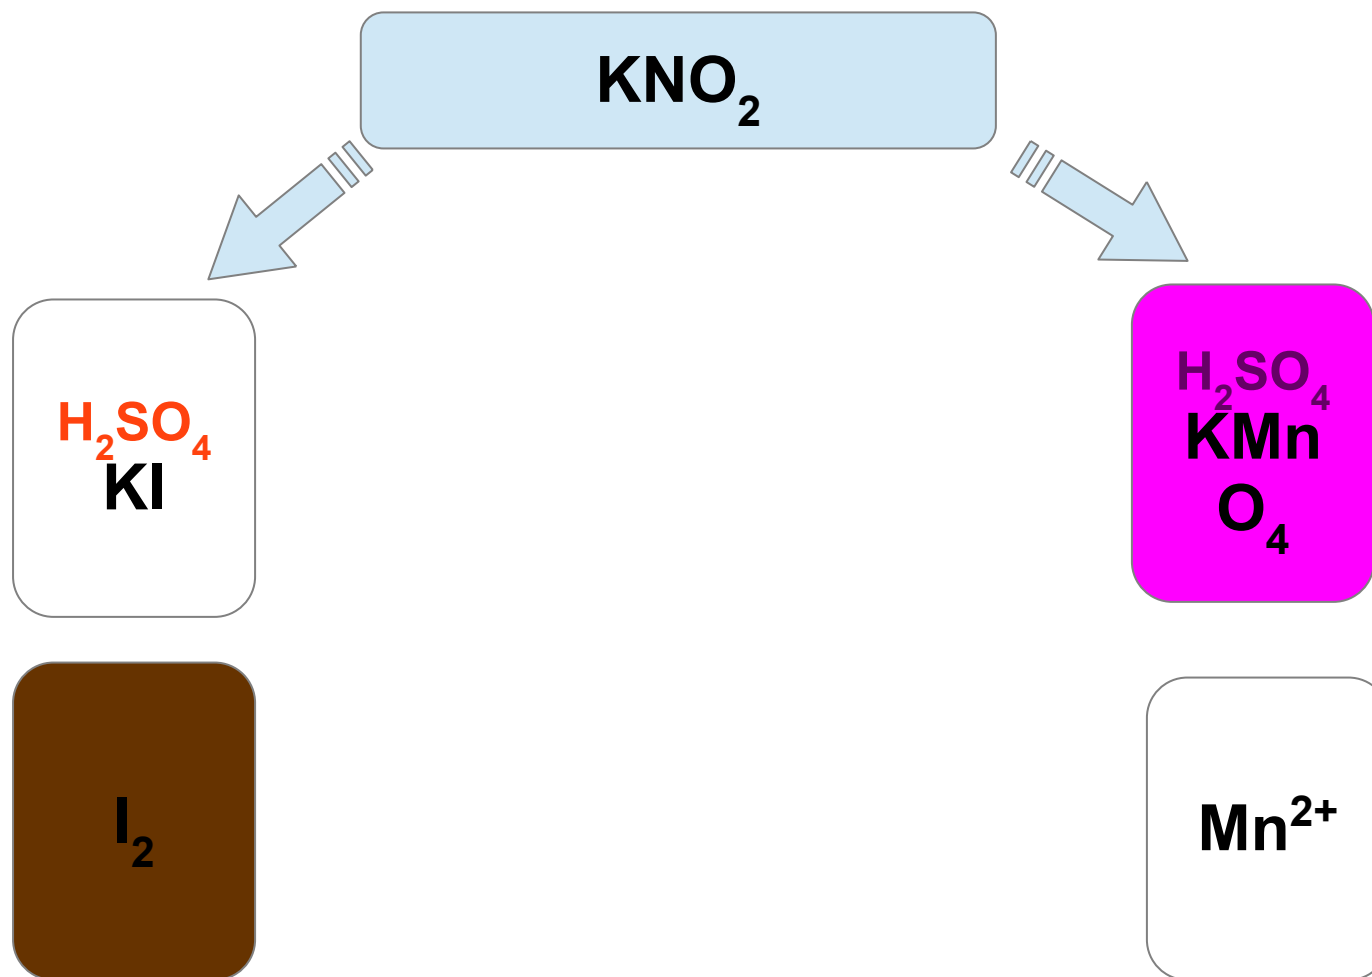 KNO₂
H₂SO₄
KI
H₂SO₄
KMn
O₄
I₂
Mn²⁺